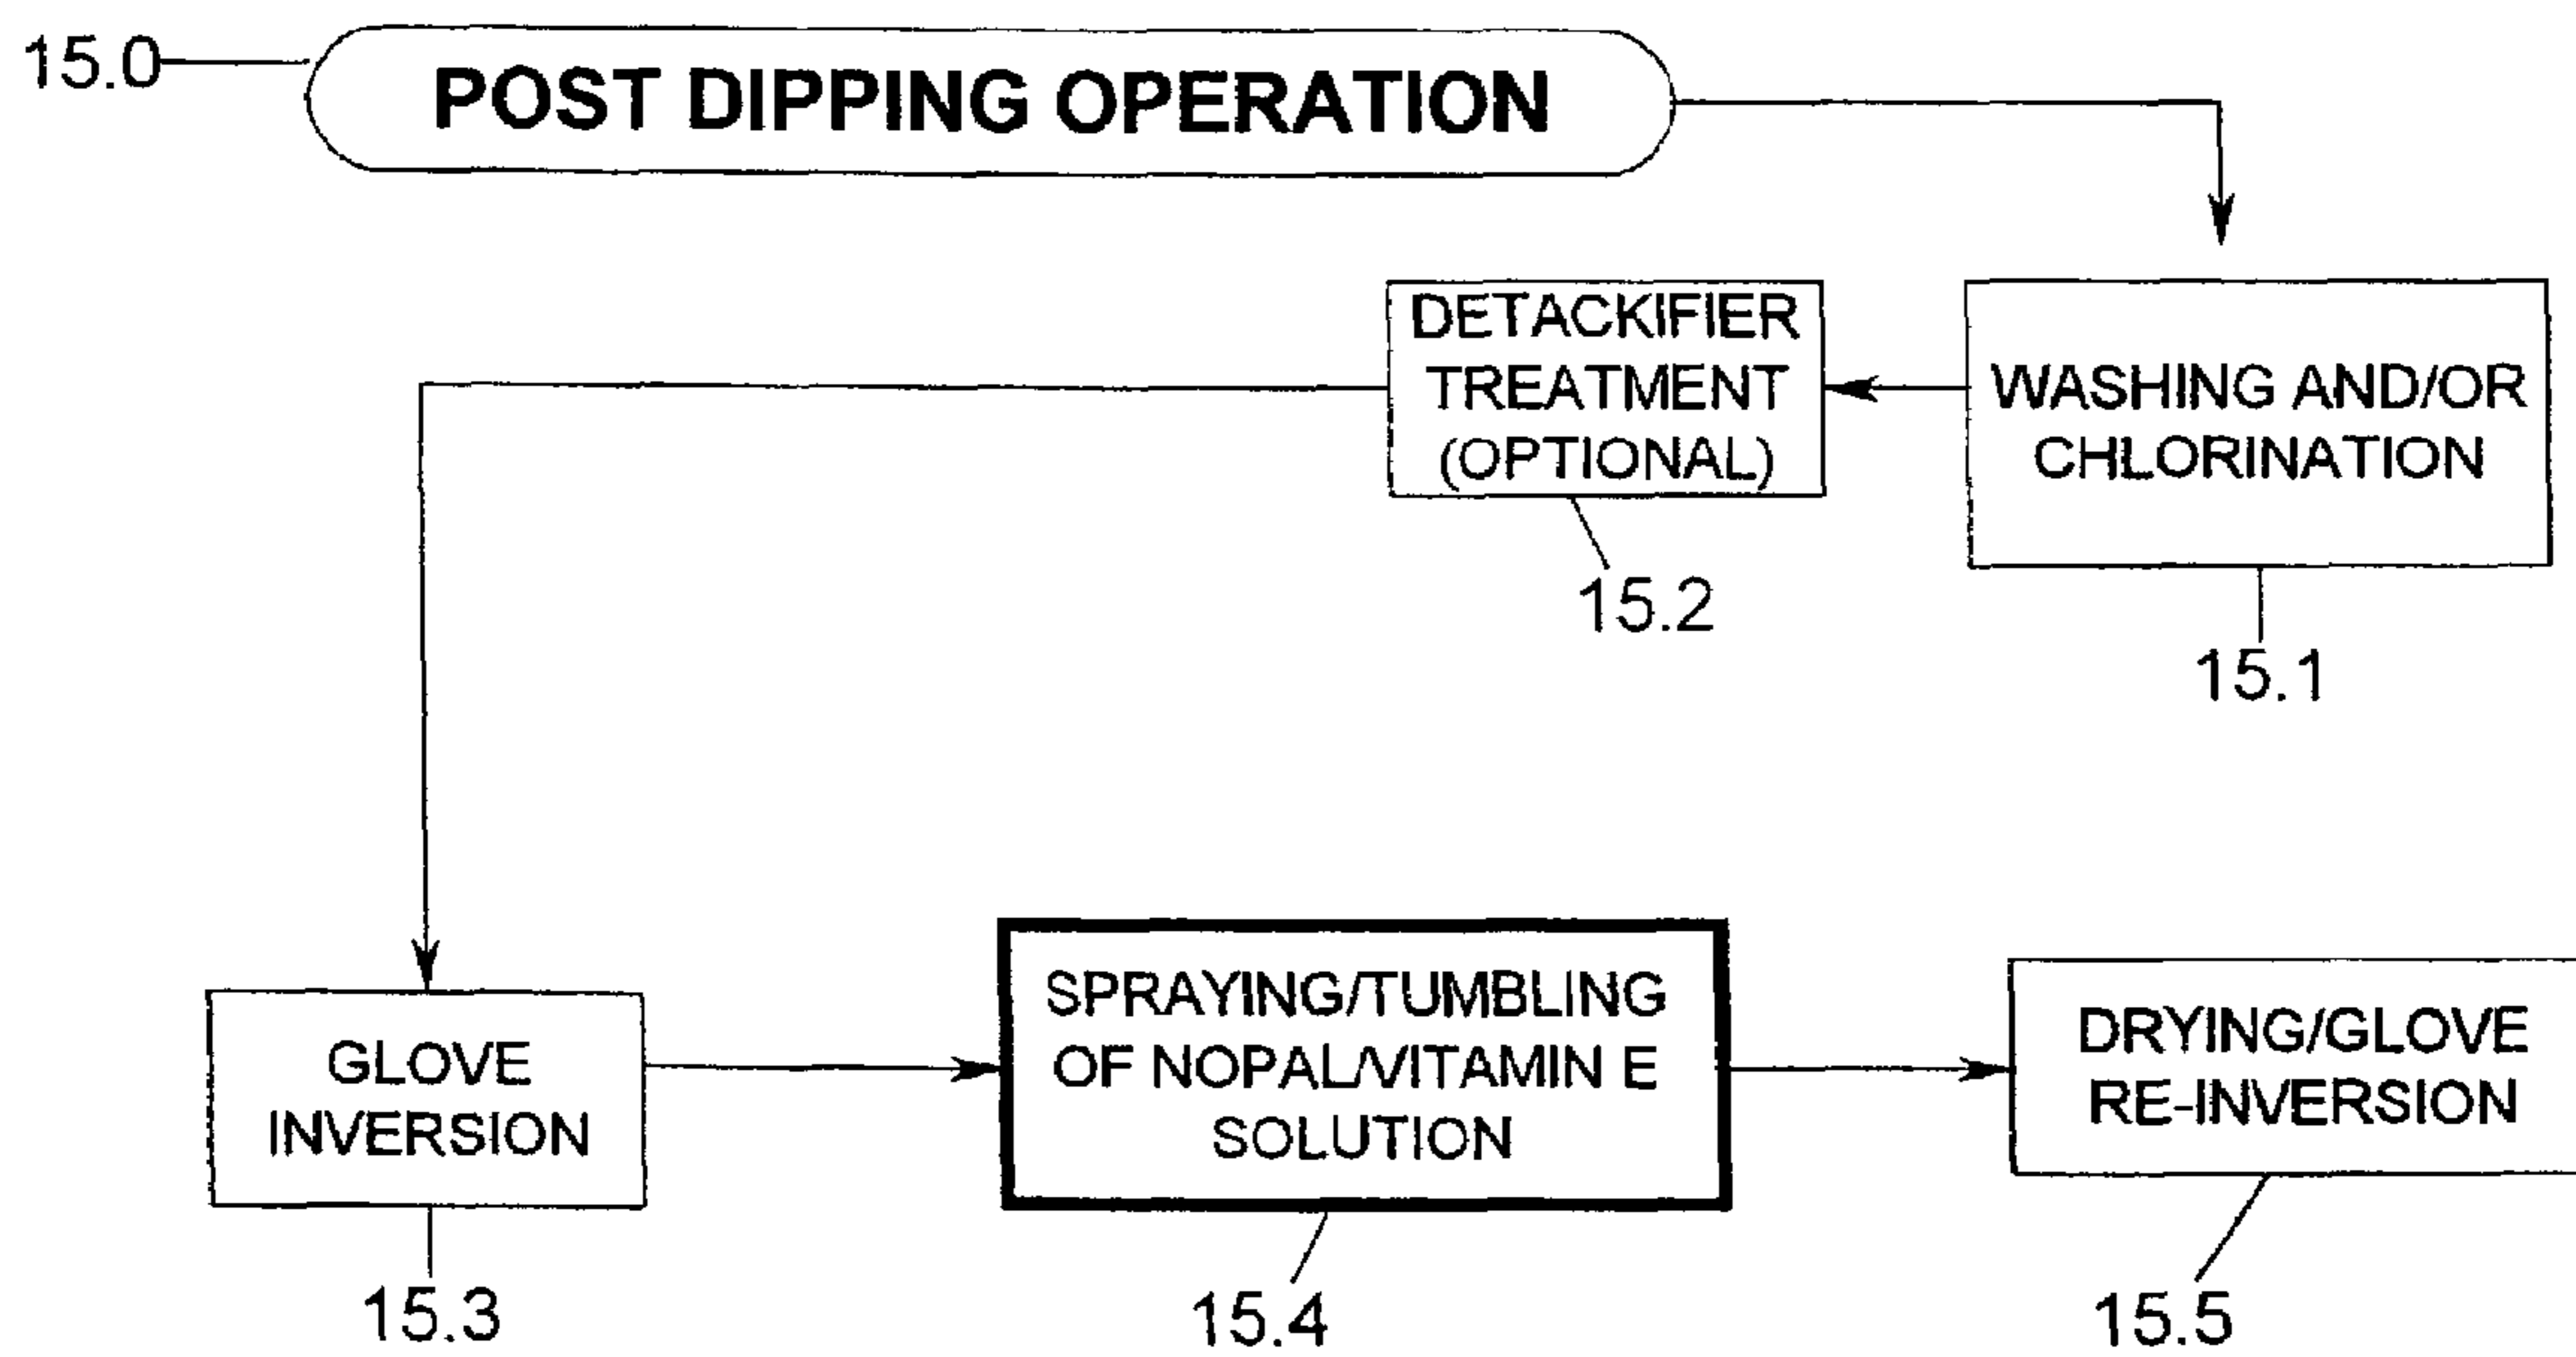 15.0
POST DIPPING OPERATION
DETACKIFIER
TREATMENT
(OPTIONAL)
15.2
WASHING AND/OR
CHLORINATION
15.1
GLOVE
INVERSION
15.3
SPRAYING/TUMBLING
OF NOPAL/VITAMIN E
SOLUTION
15.4
DRYING/GLOVE
RE-INVERSION
15.5